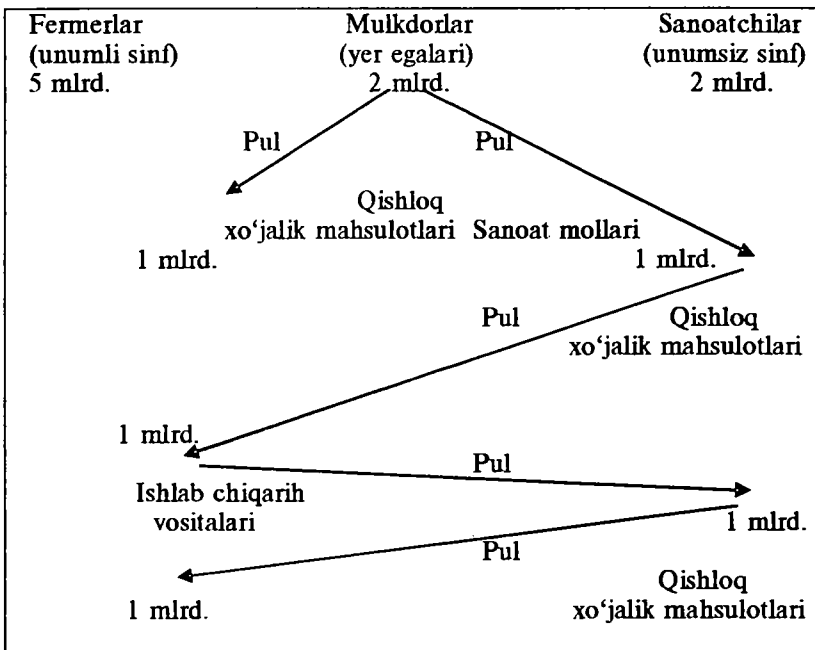 Fermerlar Mulkdorlar Sanoatchilar
(unumli sinf) (yer egalari) (unumsiz sinf)
5 mlrd. 2 mlrd. 2 mlrd.
Pul Pul
Qishloq
xo‘jalik mahsulotlari Sanoat mollari
1 mlrd. 1 mlrd.
Pul Qishloq
xo‘jalik mahsulotlari
1 mlrd.
Pul
Ishlab chiqarih
vositalari
1 mlrd.
Pul
Qishloq
1 mlrd. xo‘jalik mahsulotlari